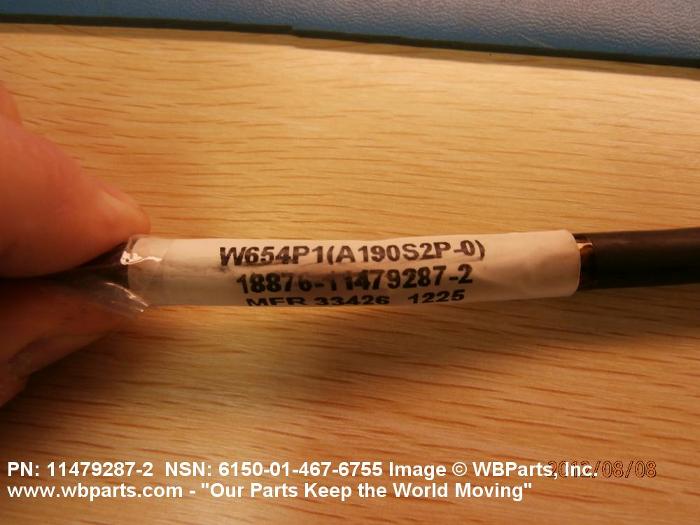 W654P1(A190S2P-0)
18876-11479287-2
MFR 33426 1225
PN: 11479287-2 NSN: 6150-01-467-6755 Image © WBParts, Inc.
2012/08/08
www.wbparts.com - "Our Parts Keep the World Moving"